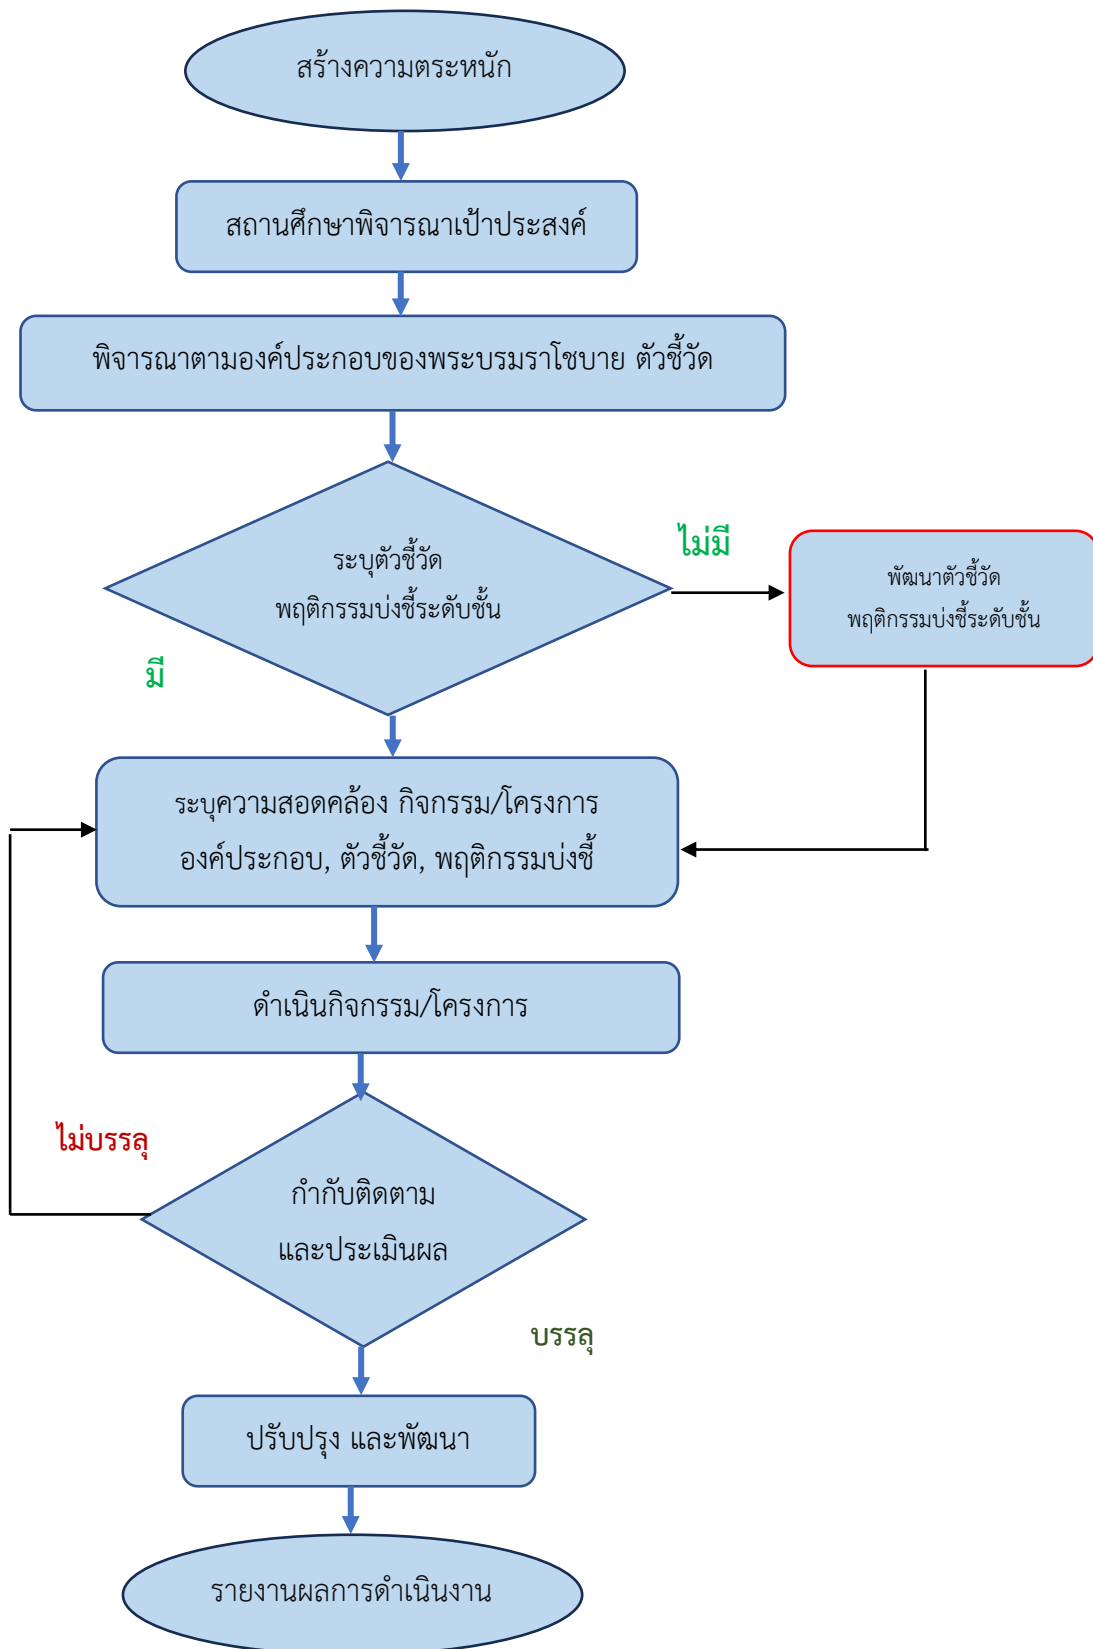 สร้างความตระหนัก
สถานศึกษาพิจารณาเป้าประสงค์
พิจารณาตามองค์ประกอบของพระบรมราโชบาย ตัวชี้วัด
ระบุตัวชี้วัด
พฤติกรรมบ่งชี้ระดับชั้น
ไม่มี
พัฒนาตัวชี้วัด
พฤติกรรมบ่งชี้ระดับชั้น
มี
ระบุความสอดคล้อง กิจกรรม/โครงการ
องค์ประกอบ, ตัวชี้วัด, พฤติกรรมบ่งชี้
ดำเนินกิจกรรม/โครงการ
ไม่บรรลุ
กำกับติดตาม
และประเมินผล
บรรลุ
ปรับปรุง และพัฒนา
รายงานผลการดำเนินงาน